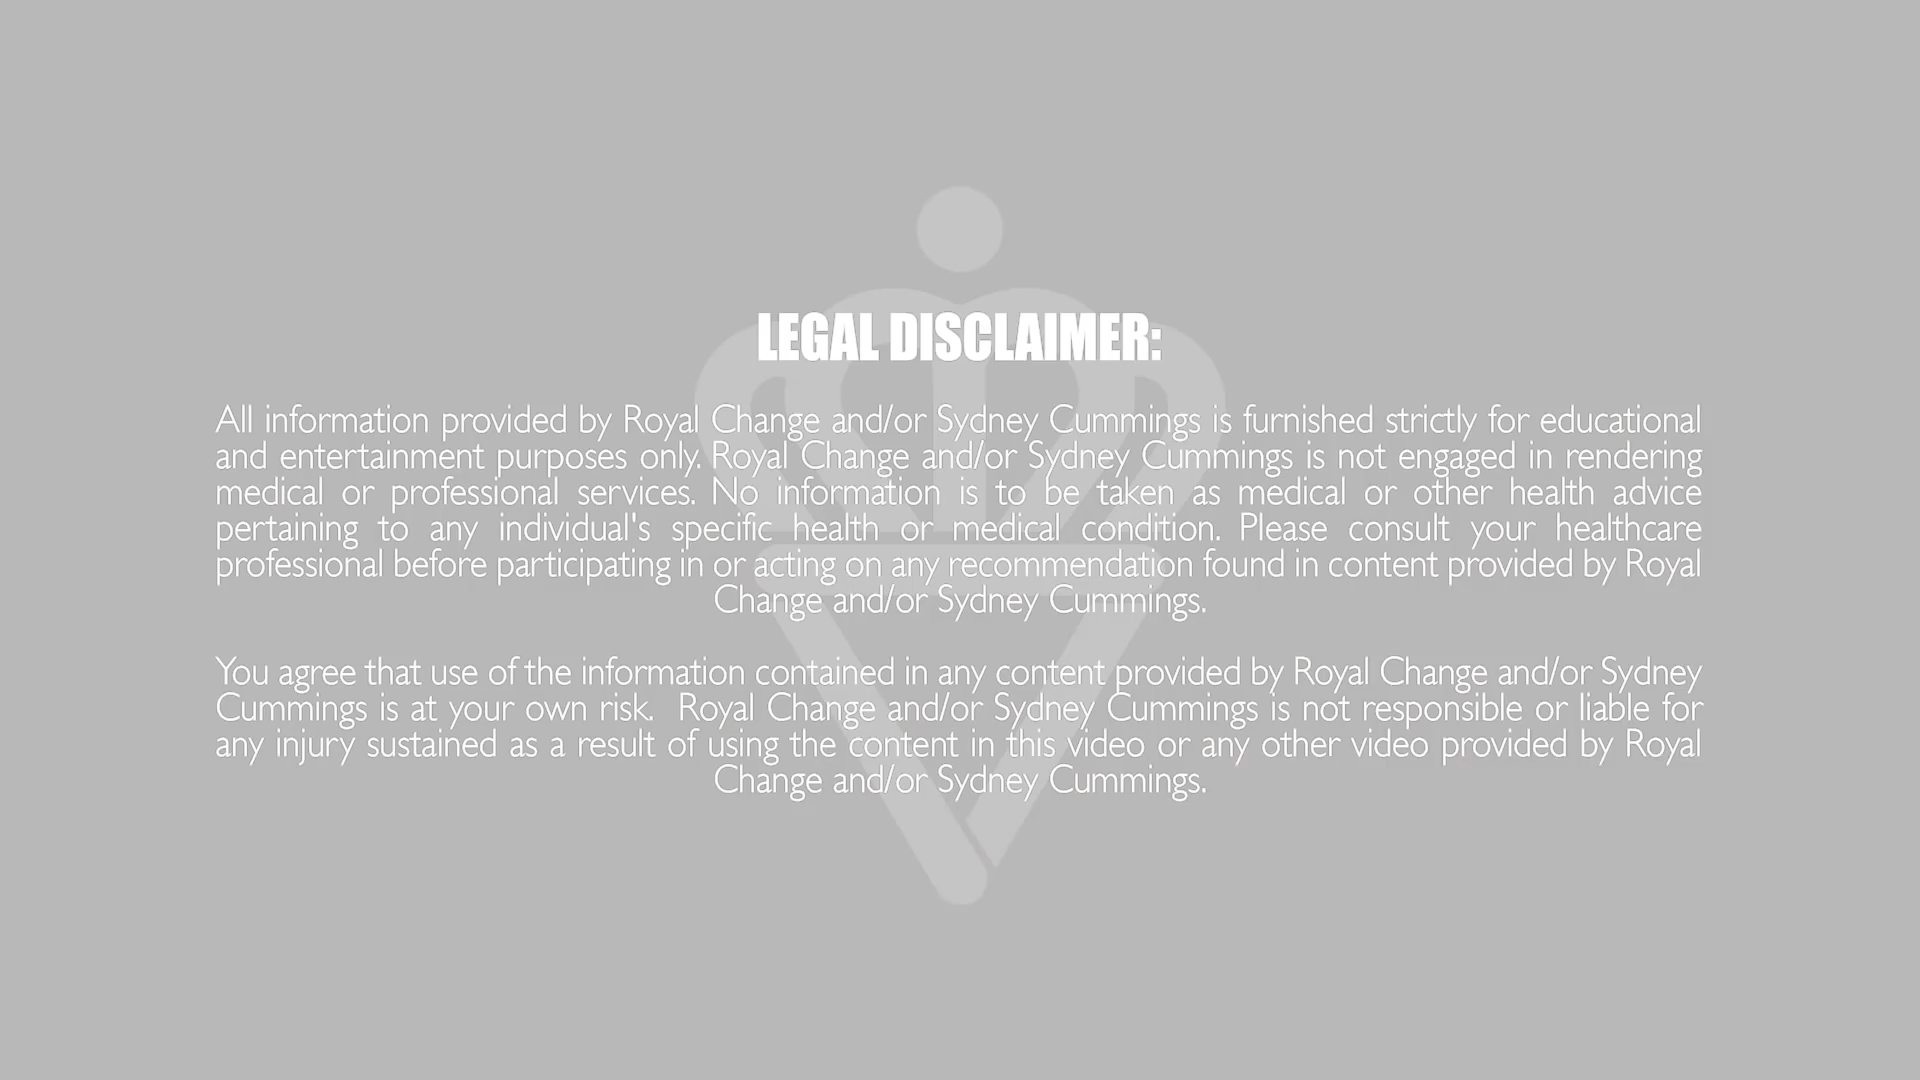 LEGAL DISCLAIMER:
All information provided by Royal Change and/or Sydney Cummings is furnished strictly for educational
and entertainment purposes only. Royal Change and/or Sydney Cummings is not engaged in rendering
medical or professional services. No information is to be taken as medical or other health advice
pertaining to any individual's specific health or medical condition. Please consult your healthcare
professional before participating in or acting on any recommendation found in content provided by Royal
Change and/or Sydney Cummings.
You agree that use of the information contained in any content provided by Royal Change and/or Sydney
Cummings is at your own risk.  Royal Change and/or Sydney Cummings is not responsible or liable for
any injury sustained as a result of using the content in this video or any other video provided by Royal
Change and/or Sydney Cummings.